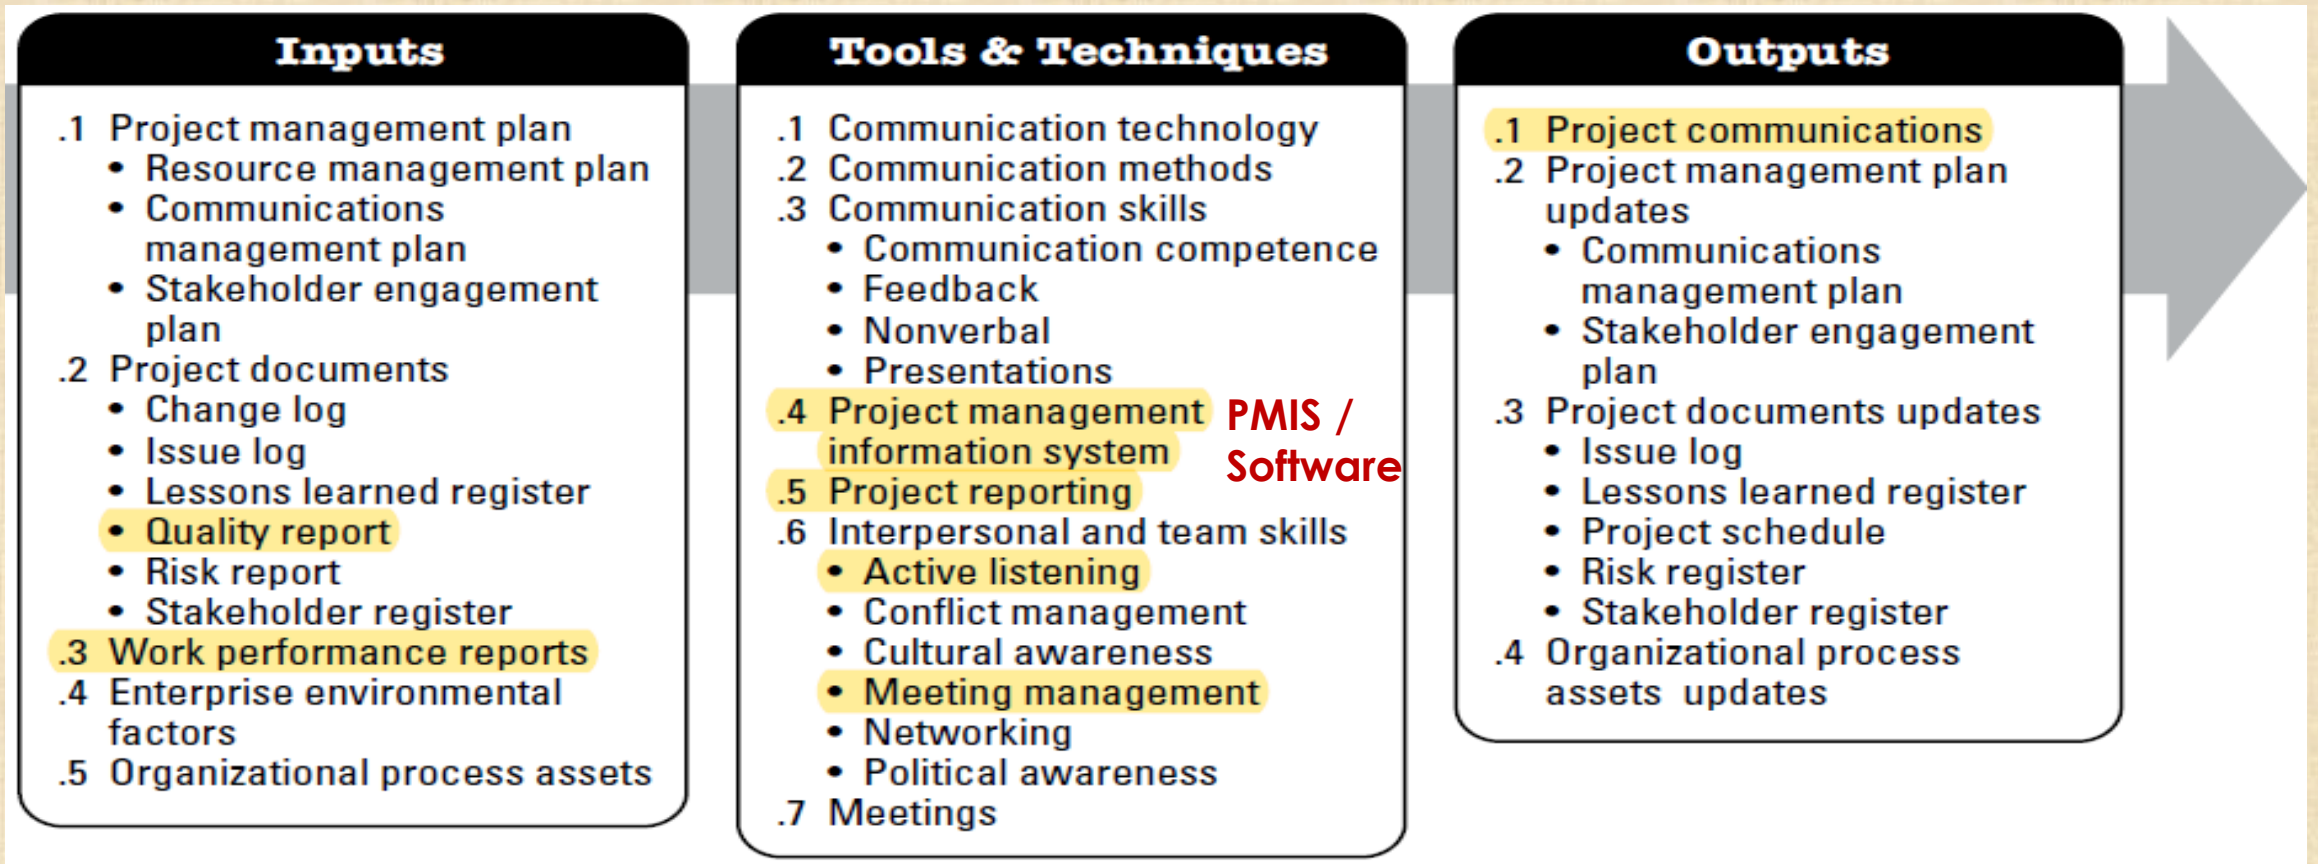 Inputs
.1 Project management plan
• Resource management plan
• Communications
management plan
• Stakeholder engagement
plan
.2 Project documents
• Change log
• Issue log
• Lessons learned register
• Quality report
• Risk report
• Stakeholder register
.3 Work performance reports
.4 Enterprise environmental
factors
.5 Organizational process assets
Tools & Techniques
.1 Communication technology
.2 Communication methods
.3 Communication skills
• Communication competence
• Feedback
• Nonverbal
• Presentations
.4 Project management
information system
PMIS /
Software
.5 Project reporting
.6 Interpersonal and team skills
• Active listening
• Conflict management
• Cultural awareness
• Meeting management
• Networking
• Political awareness
.7 Meetings
Outputs
.1 Project communications
.2 Project management plan
updates
• Communications
management plan
• Stakeholder engagement
plan
.3 Project documents updates
• Issue log
• Lessons learned register
• Project schedule
• Risk register
• Stakeholder register
.4 Organizational process
assets updates